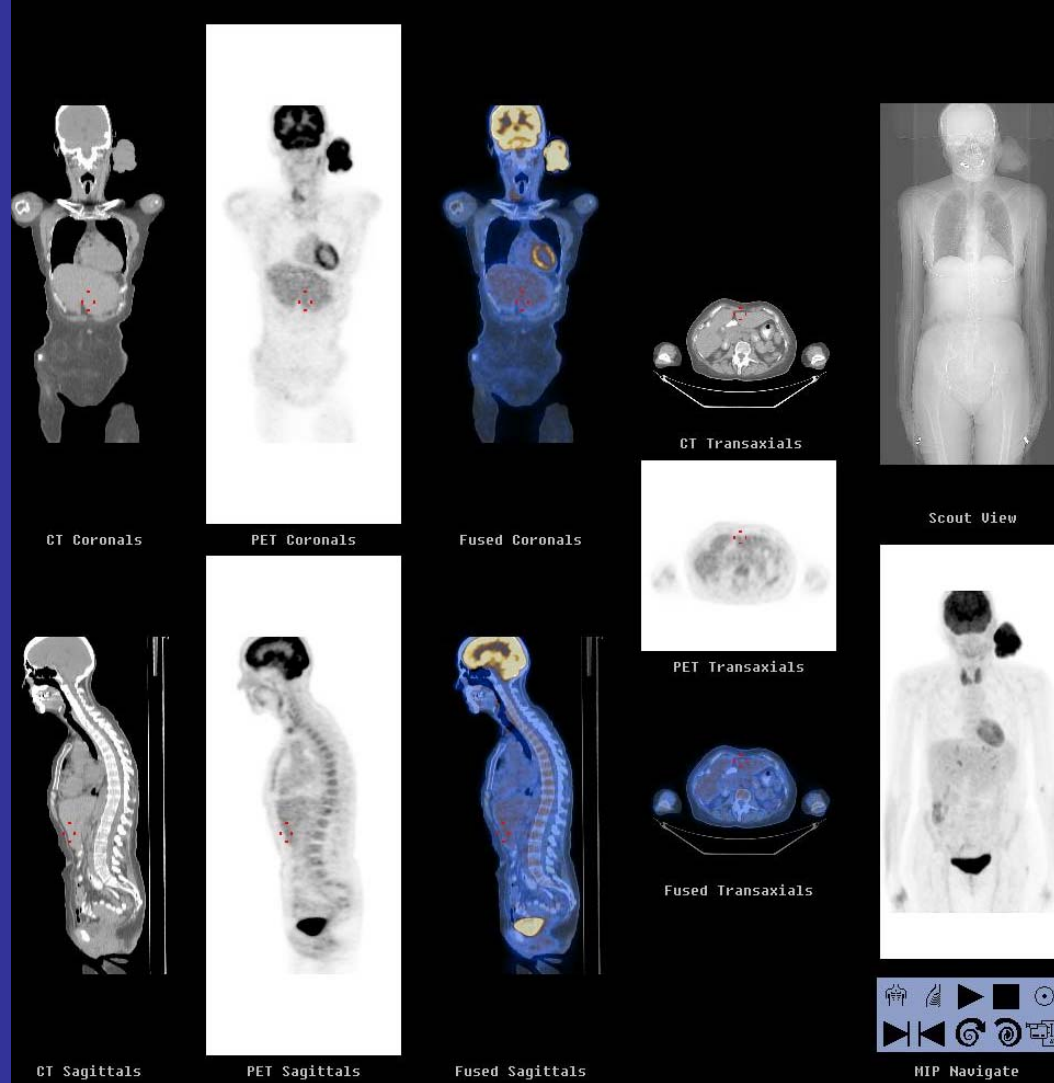 CT Transaxials
Scout View
CT Coronals
PET Coronals
Fused Coronals
PET Transaxials
Fused Transaxials
CT Sagittals
PET Sagittals
Fused Sagittals
MIP Navigate